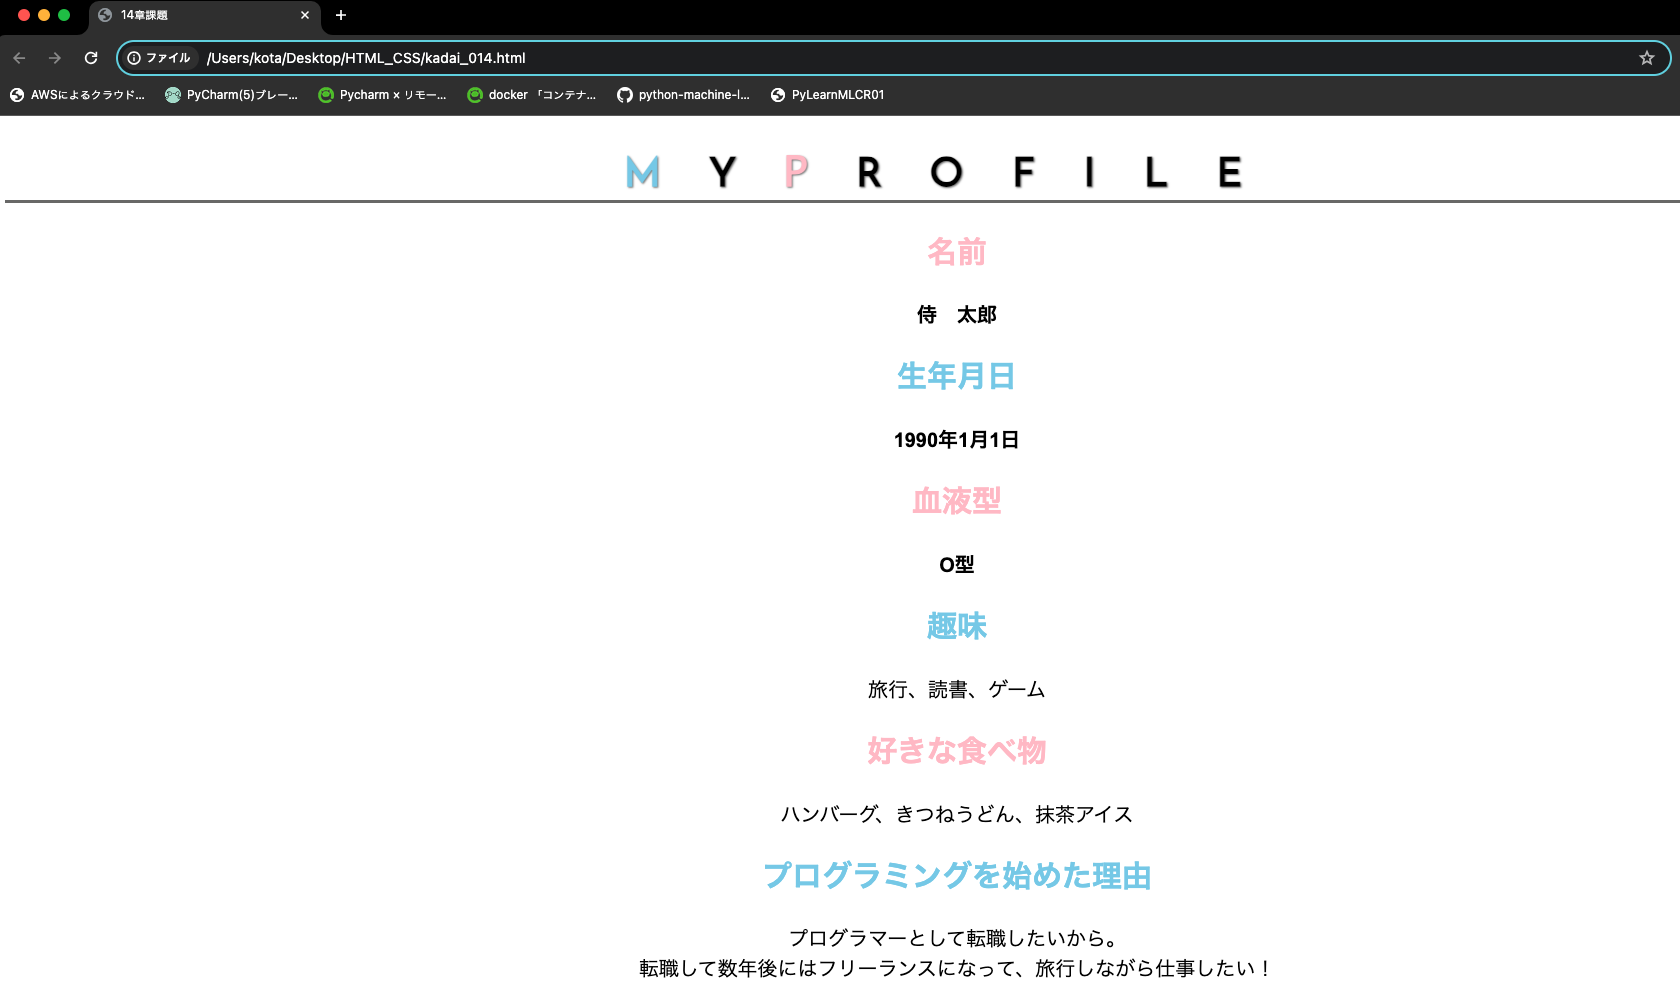 14章課題
ファイル /Users/kota/Desktop/HTML_CSS/kadai_014.html
AWSによるクラウド... PyCharm(5)プレー... Pycharm × リモー... docker 「コンテナ... python-machine-l... PyLearnMLCR01
M Y P R O F I L E
名前
侍　太郎
生年月日
1990年1月1日
血液型
O型
趣味
旅行、読書、ゲーム
好きな食べ物
ハンバーグ、きつねうどん、抹茶アイス
プログラミングを始めた理由
プログラマーとして転職したいから。
転職して数年後にはフリーランスになって、旅行しながら仕事したい！